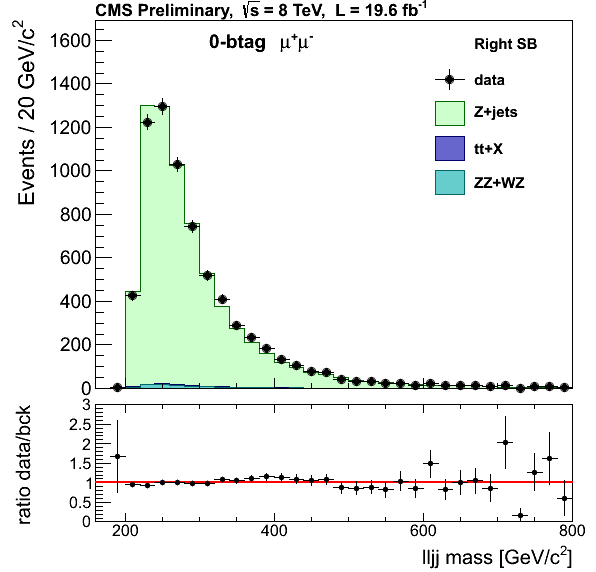 CMS Preliminary, √s = 8 TeV, L = 19.6 fb⁻¹
0-btag μ⁺μ⁻
Right SB
data
Z+jets
tt+X
ZZ+WZ
Events / 20 GeV/c²
1600
1400
1200
1000
800
600
400
200
0
ratio data/bck
3
2.5
2
1.5
1
0.5
0
200
400
600
800
lljj mass [GeV/c²]